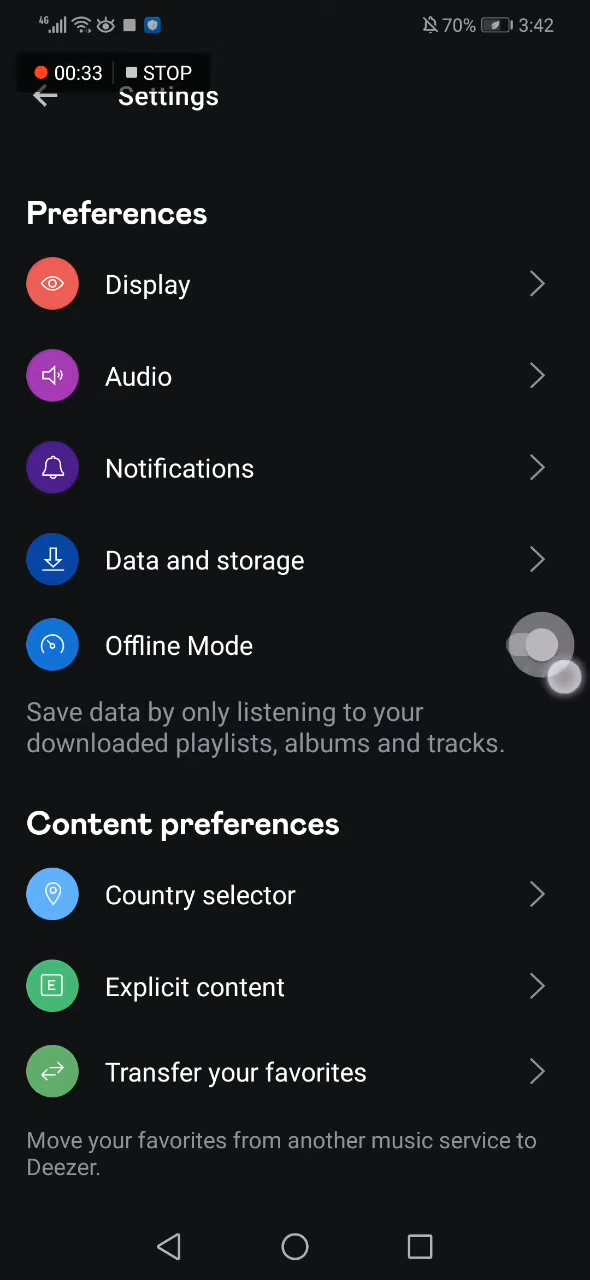 4G 70% 3:42
00:33 STOP
Settings
Preferences
Display
Audio
Notifications
Data and storage
Offline Mode
Save data by only listening to your
downloaded playlists, albums and tracks.
Content preferences
Country selector
E Explicit content
Transfer your favorites
Move your favorites from another music service to
Deezer.